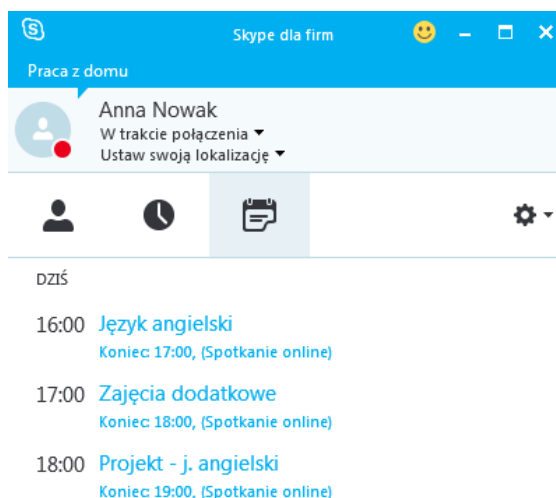 Skype dla firm
Praca z domu
Anna Nowak
W trakcie połączenia
Ustaw swoją lokalizację
DZIŚ
16:00 Język angielski
Koniec: 17:00, (Spotkanie online)
17:00 Zajęcia dodatkowe
Koniec: 18:00, (Spotkanie online)
18:00 Projekt - j. angielski
Koniec: 19:00, (Spotkanie online)